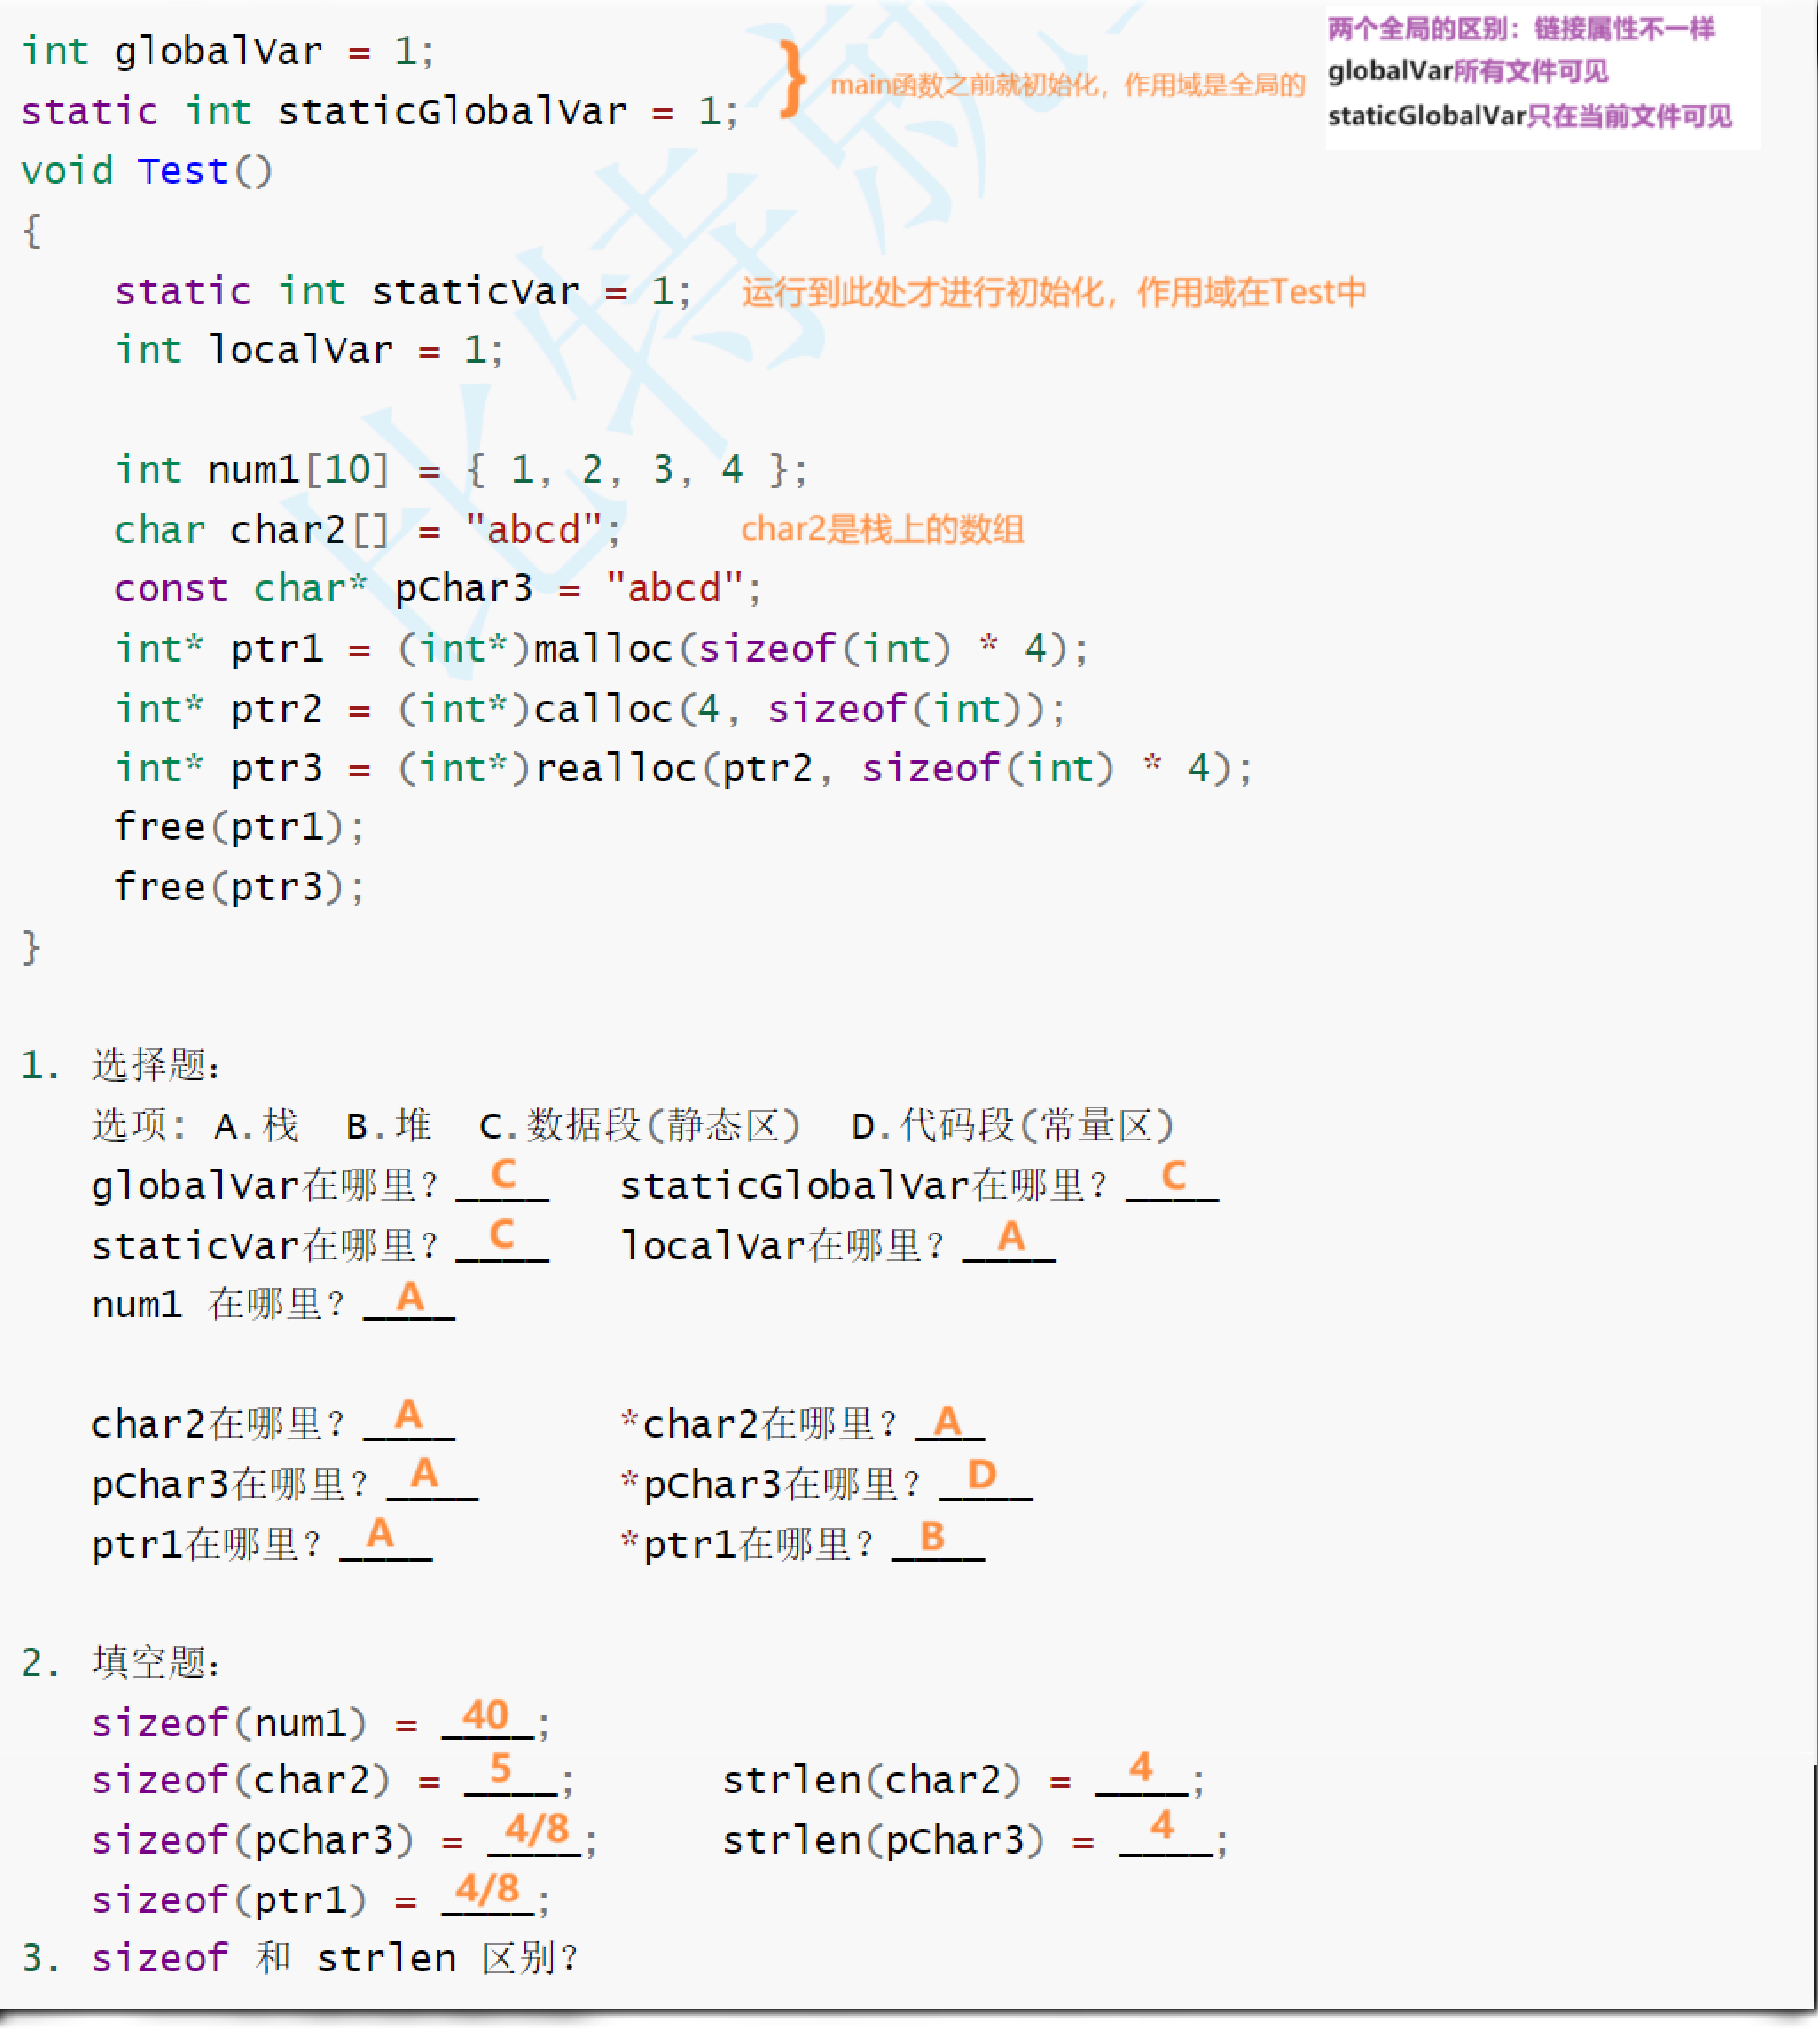 int globalVar = 1;
static int staticGlobalVar = 1;
} main函数之前就初始化，作用域是全局的
两个全局的区别：链接属性不一样
globalVar所有文件可见
staticGlobalVar只在当前文件可见
void Test()
{
static int staticVar = 1; 运行到此处才进行初始化，作用域在Test中
int localVar = 1;
int num1[10] = { 1, 2, 3, 4 };
char char2[] = "abcd"; char2是栈上的数组
const char* pChar3 = "abcd";
int* ptr1 = (int*)malloc(sizeof(int) * 4);
int* ptr2 = (int*)calloc(4, sizeof(int));
int* ptr3 = (int*)realloc(ptr2, sizeof(int) * 4);
free(ptr1);
free(ptr3);
}
1. 选择题：
选项: A.栈 B.堆 C.数据段(静态区) D.代码段(常量区)
globalVar在哪里？__C__ staticGlobalVar在哪里？__C__
staticVar在哪里？__C__ localVar在哪里？__A__
num1 在哪里？__A__
char2在哪里？__A__ *char2在哪里？_A_
pChar3在哪里？__A__ *pChar3在哪里？__D__
ptr1在哪里？__A__ *ptr1在哪里？__B__
2. 填空题：
sizeof(num1) = __40__;
sizeof(char2) = __5__; strlen(char2) = __4__;
sizeof(pChar3) = __4/8__; strlen(pChar3) = __4__;
sizeof(ptr1) = __4/8__;
3. sizeof 和 strlen 区别？
比特就